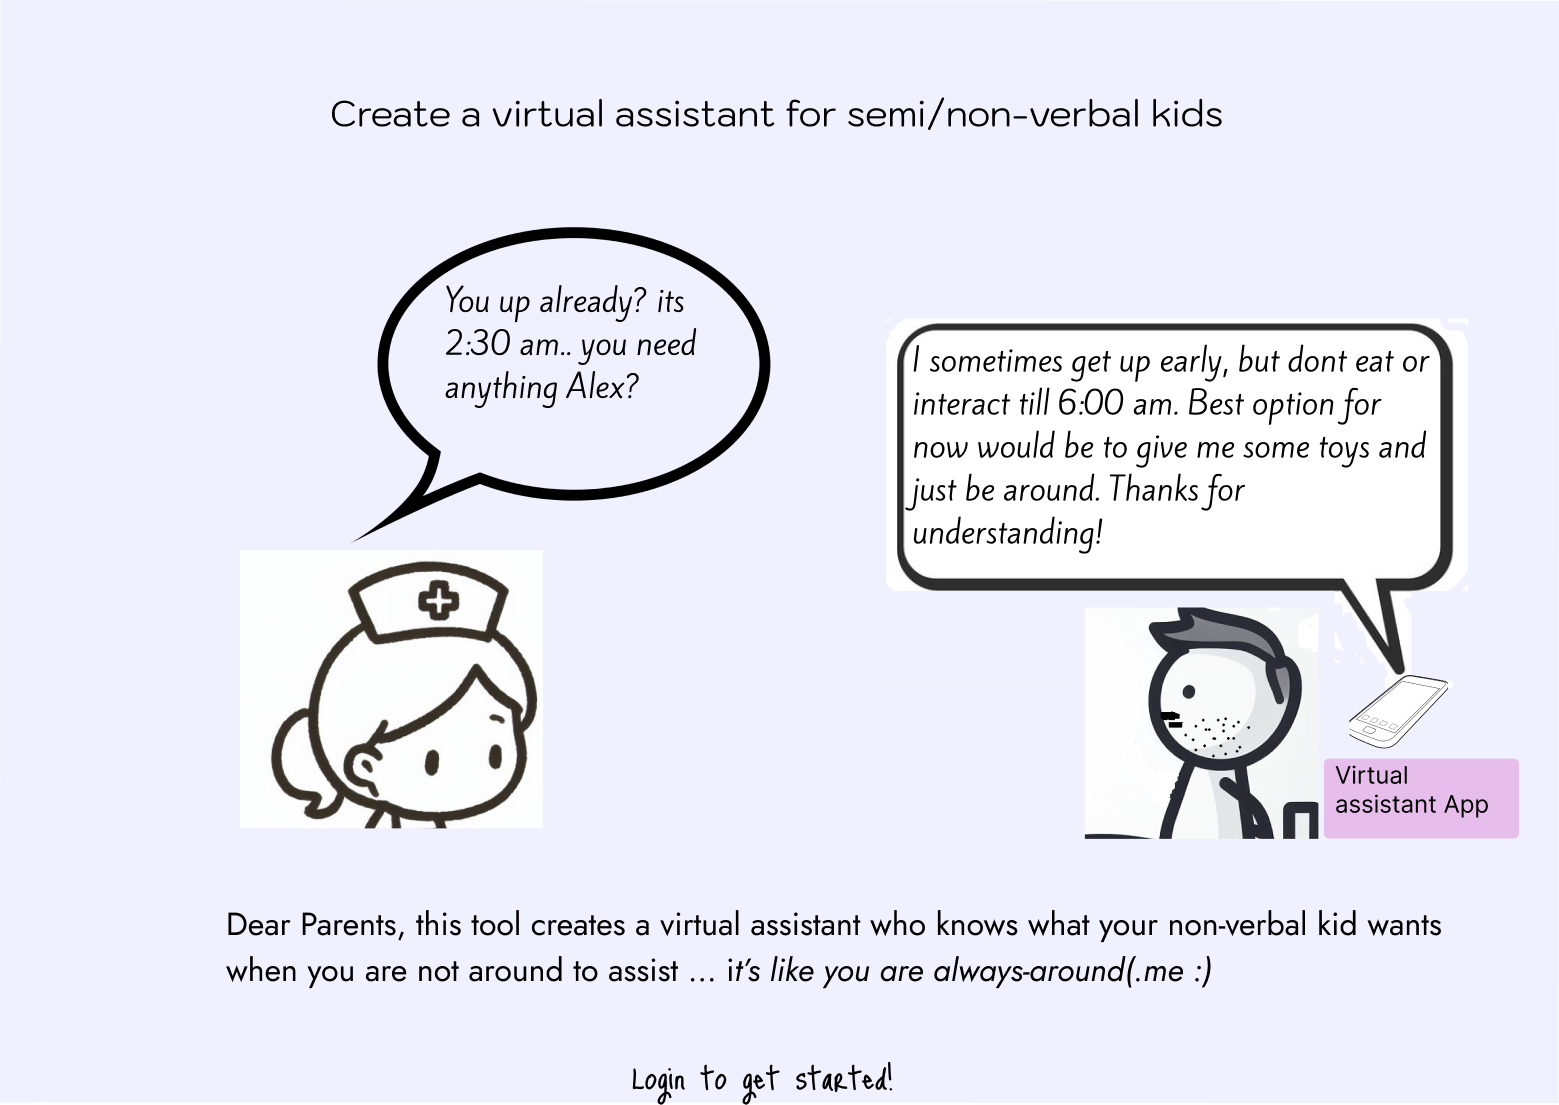 Create a virtual assistant for semi/non-verbal kids
You up already? its
2:30 am.. you need
anything Alex?
I sometimes get up early, but dont eat or
interact till 6:00 am. Best option for
now would be to give me some toys and
just be around. Thanks for
understanding!
Virtual
assistant App
Dear Parents, this tool creates a virtual assistant who knows what your non-verbal kid wants
when you are not around to assist ... it's like you are always-around(.me :)
Login to get started!